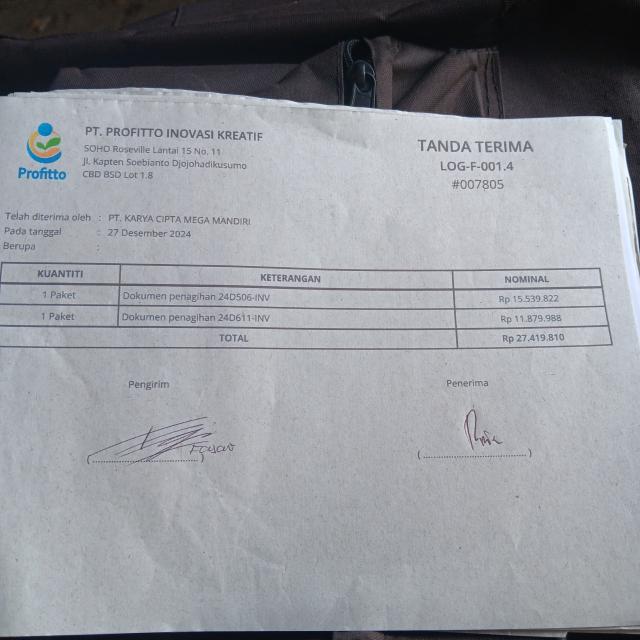 PT. PROFITTO INOVASI KREATIF
SOHO Roseville Lantai 15 No. 11
Jl. Kapten Soebianto Djojohadikusumo
CBD BSD Lot 1.8
Profitto
TANDA TERIMA
LOG-F-001.4
#007805
Telah diterima oleh : PT. KARYA CIPTA MEGA MANDIRI
Pada tanggal : 27 Desember 2024
Berupa :
KUANTITI KETERANGAN NOMINAL
1 Paket Dokumen penagihan 24D506-INV Rp 15.539.822
1 Paket Dokumen penagihan 24D611-INV Rp 11.879.988
TOTAL Rp 27.419.810
Pengirim Penerima